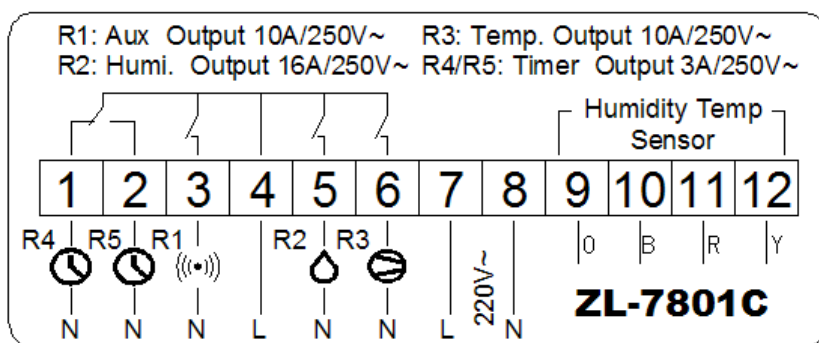 R1: Aux Output 10A/250V~ R3: Temp. Output 10A/250V~
R2: Humi. Output 16A/250V~ R4/R5: Timer Output 3A/250V~
Humidity Temp
Sensor
1 2 3 4 5 6 7 8 9 10 11 12
R4 R5 R1 R2 R3 220V~ O B R Y
ZL-7801C
N N N L N N L N